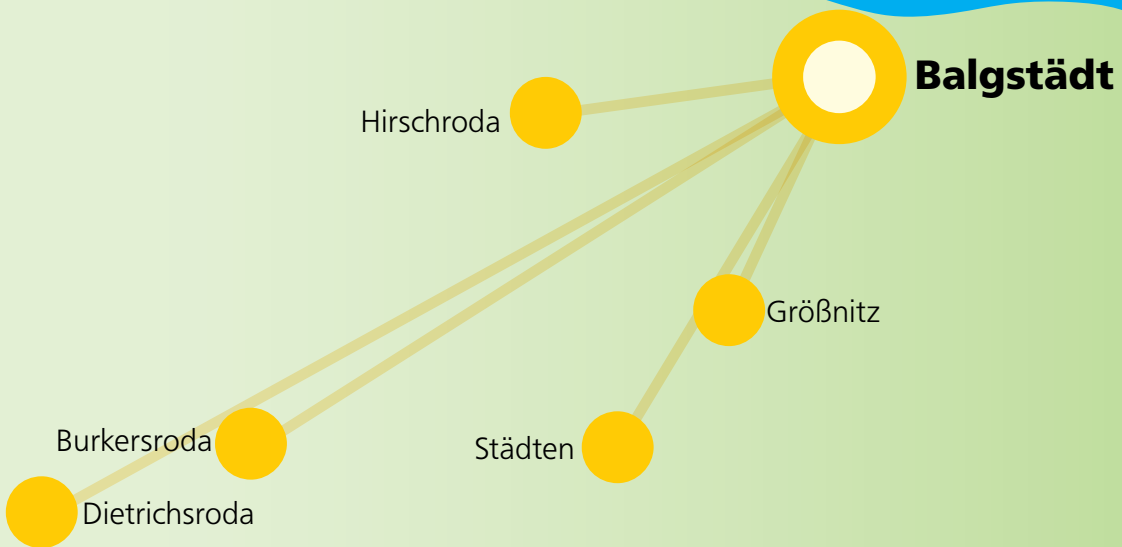 Balgstädt
Hirschroda
Größnitz
Burkersroda
Städten
Dietrichsroda